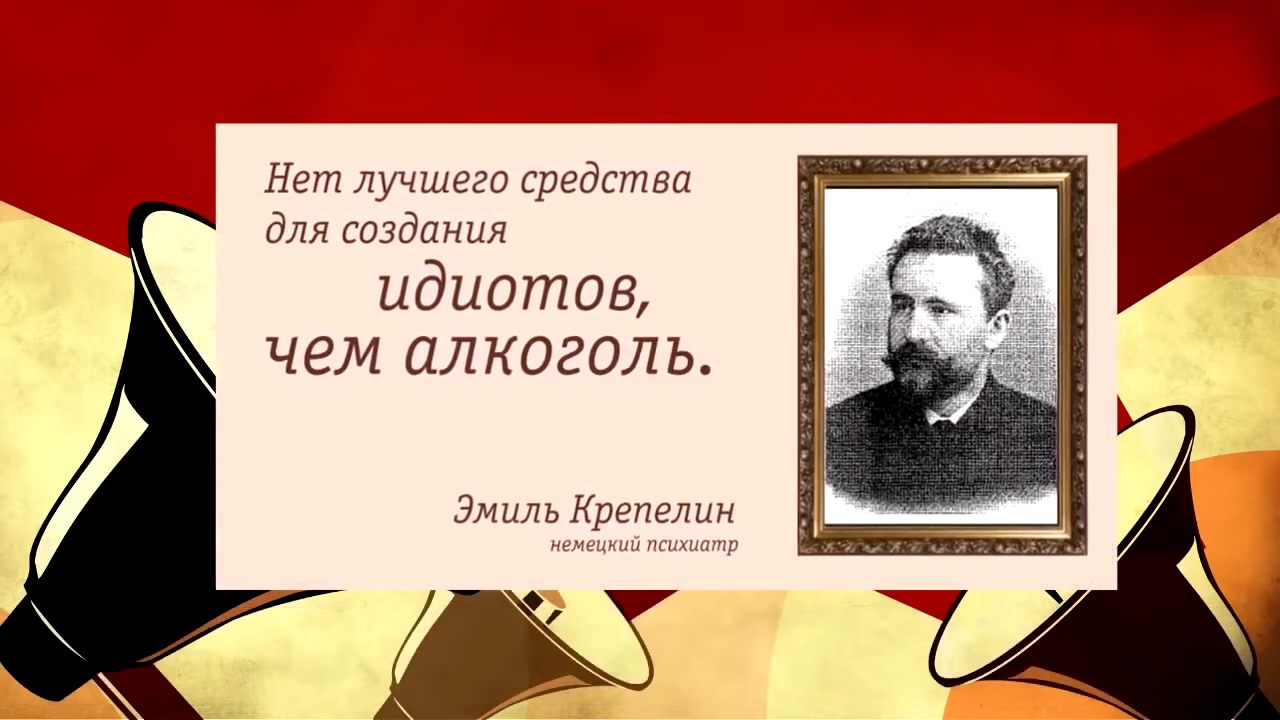 Нет лучшего средства
для создания
идиотов,
чем алкоголь.
Эмиль Крепелин
немецкий психиатр